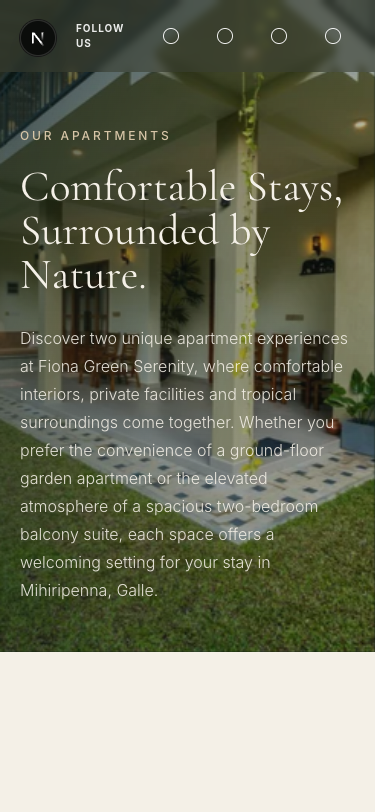 N
FOLLOW
US
OUR APARTMENTS
Comfortable Stays,
Surrounded by
Nature.
Discover two unique apartment experiences
at Fiona Green Serenity, where comfortable
interiors, private facilities and tropical
surroundings come together. Whether you
prefer the convenience of a ground-floor
garden apartment or the elevated
atmosphere of a spacious two-bedroom
balcony suite, each space offers a
welcoming setting for your stay in
Mihiripenna, Galle.